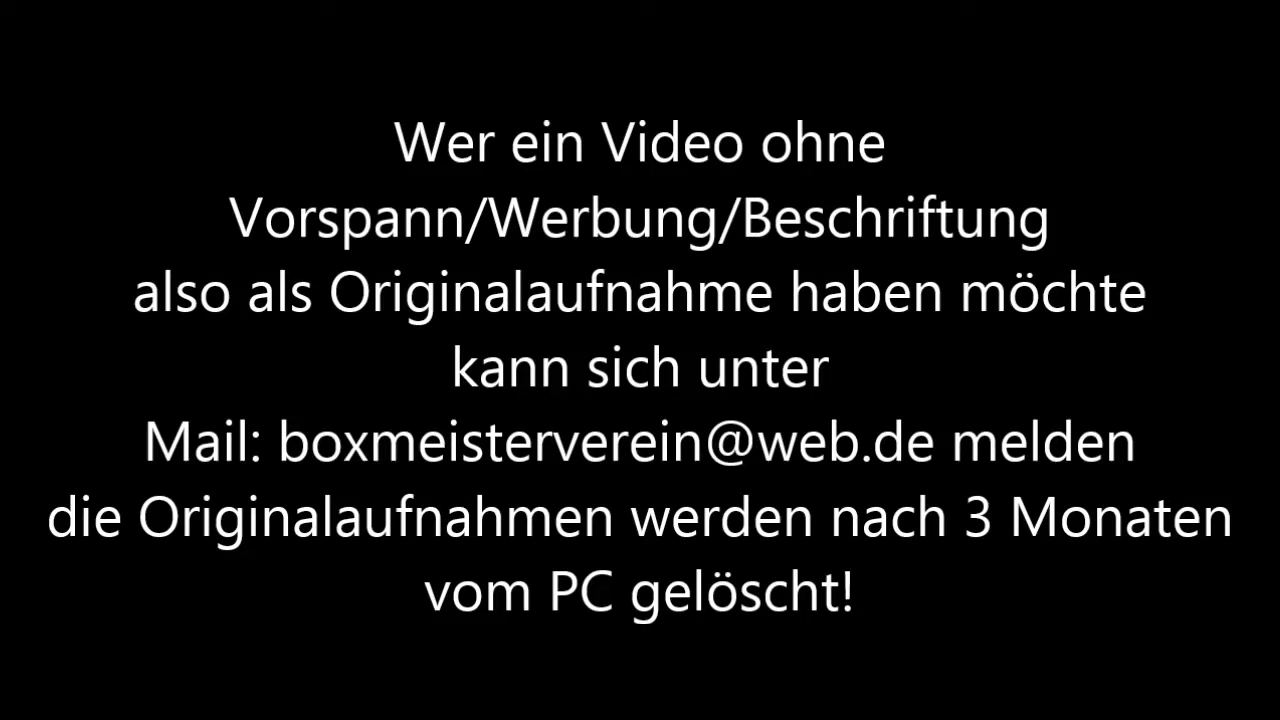 Wer ein Video ohne
Vorspann/Werbung/Beschriftung
also als Originalaufnahme haben möchte
kann sich unter
Mail: boxmeisterverein@web.de melden
die Originalaufnahmen werden nach 3 Monaten
vom PC gelöscht!